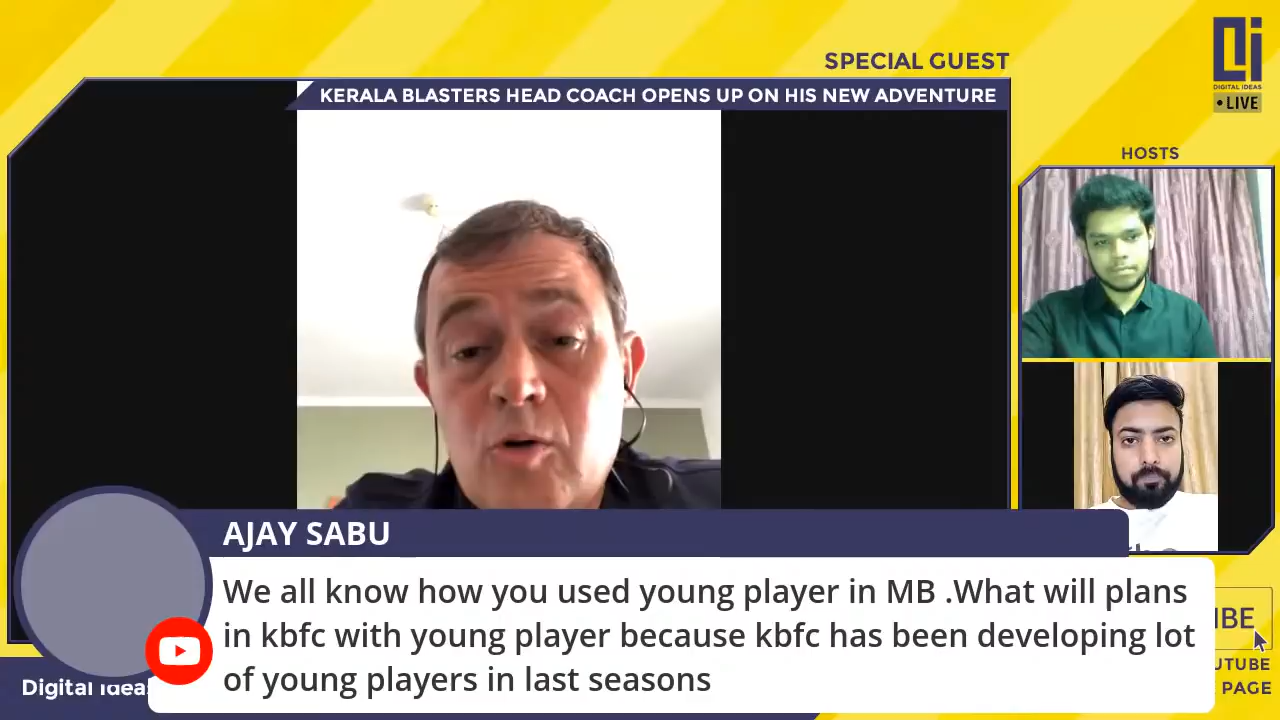 SPECIAL GUEST
KERALA BLASTERS HEAD COACH OPENS UP ON HIS NEW ADVENTURE
DIGITAL IDEAS
• LIVE
HOSTS
AJAY SABU
We all know how you used young player in MB .What will plans
in kbfc with young player because kbfc has been developing lot
of young players in last seasons
Digital Ideas
IBE
UTUBE
PAGE